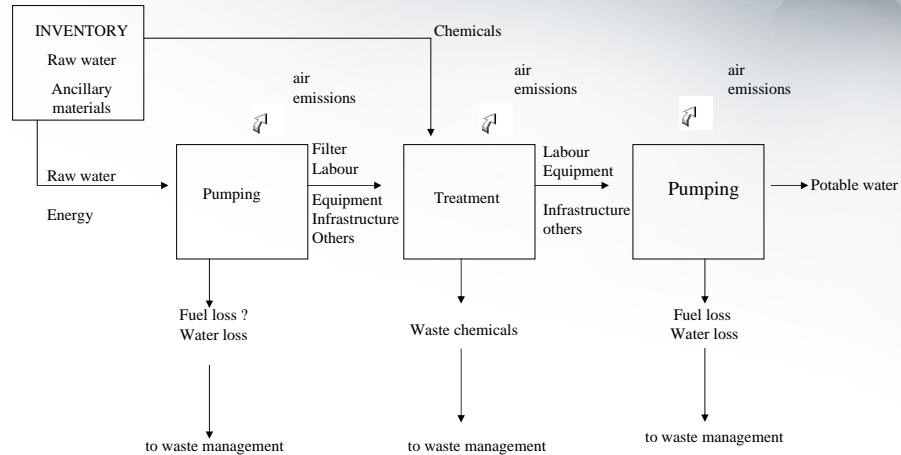 INVENTORY
Raw water
Ancillary
materials
Chemicals
air
emissions
air
emissions
air
emissions
Raw water
Energy
Pumping
Filter
Labour
Equipment
Infrastructure
Others
Treatment
Labour
Equipment
Infrastructure
others
Pumping
Potable water
Fuel loss ?
Water loss
Waste chemicals
Fuel loss
Water loss
to waste management
to waste management
to waste management